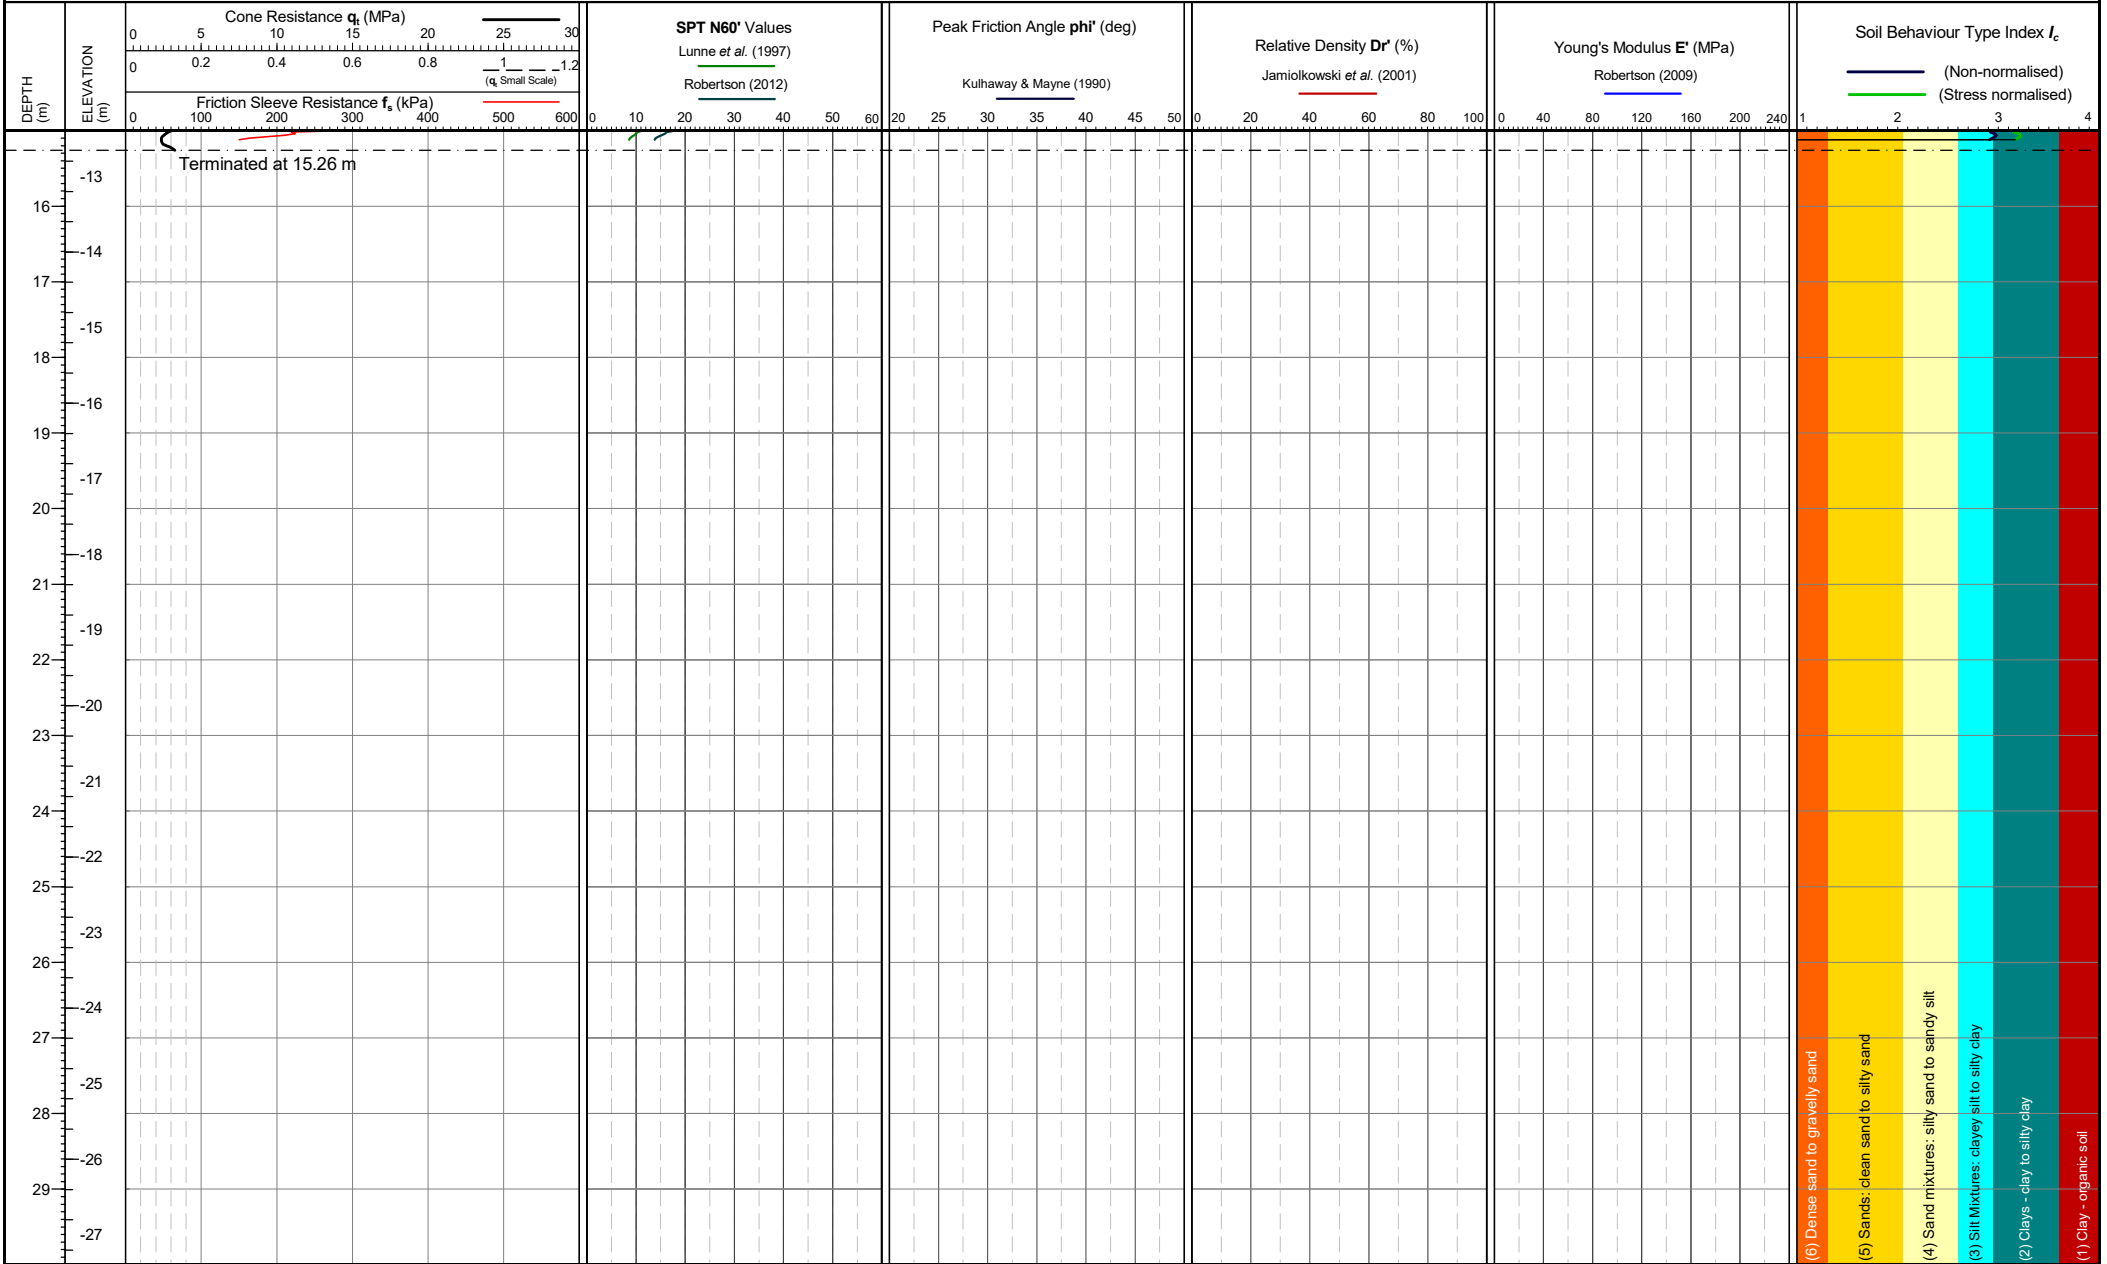 DEPTH (m)
ELEVATION (m)
Cone Resistance qt (MPa)
0 5 10 15 20 25 30
0 0.2 0.4 0.6 0.8 1 1.2
(qt Small Scale)
Friction Sleeve Resistance fs (kPa)
0 100 200 300 400 500 600
SPT N60' Values
Lunne et al. (1997)
Robertson (2012)
0 10 20 30 40 50 60
Peak Friction Angle phi' (deg)
Kulhaway & Mayne (1990)
20 25 30 35 40 45 50
Relative Density Dr' (%)
Jamiolkowski et al. (2001)
0 20 40 60 80 100
Young's Modulus E' (MPa)
Robertson (2009)
0 40 80 120 160 200 240
Soil Behaviour Type Index Ic
(Non-normalised)
(Stress normalised)
1 2 3 4
Terminated at 15.26 m
-13
16
-14
17
-15
18
-16
19
-17
20
-18
21
-19
22
-20
23
-21
24
-22
25
-23
26
-24
27
-25
28
-26
29
-27
(6) Dense sand to gravelly sand
(5) Sands: clean sand to silty sand
(4) Sand mixtures: silty sand to sandy silt
(3) Silt Mixtures: clayey silt to silty clay
(2) Clays - clay to silty clay
(1) Clay - organic soil